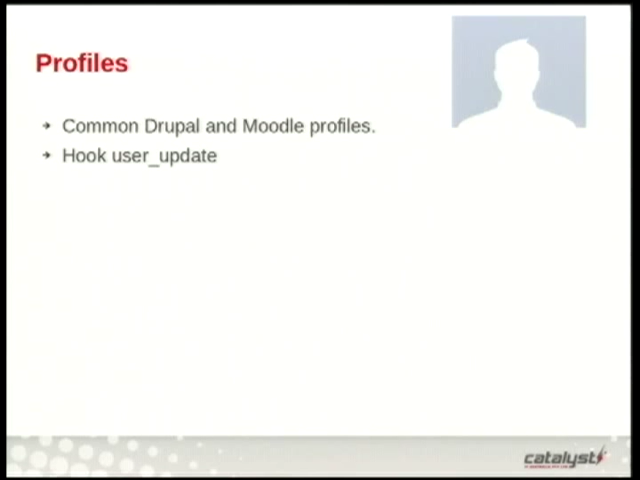 Profiles
Common Drupal and Moodle profiles.
Hook user_update
catalyst